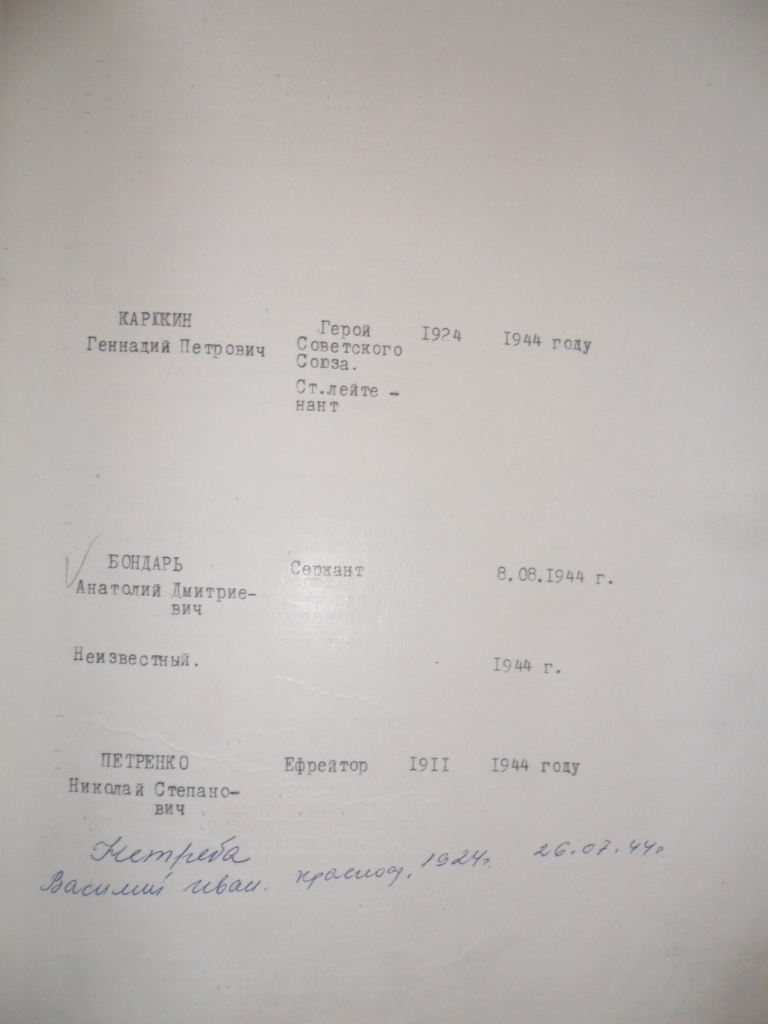 КАРЮКИН Герой 1924 1944 году
Геннадий Петрович Советского
Союза.
Ст.лейте -
нант
БОНДАРЬ Сержант 8.08.1944 г.
Анатолий Дмитрие-
вич
Неизвестный. 1944 г.
ПЕТРЕНКО Ефрейтор 1911 1944 году
Николай Степано-
вич
Нетреба 1924г. 26.07.44г.
Василий Иван. красноф.